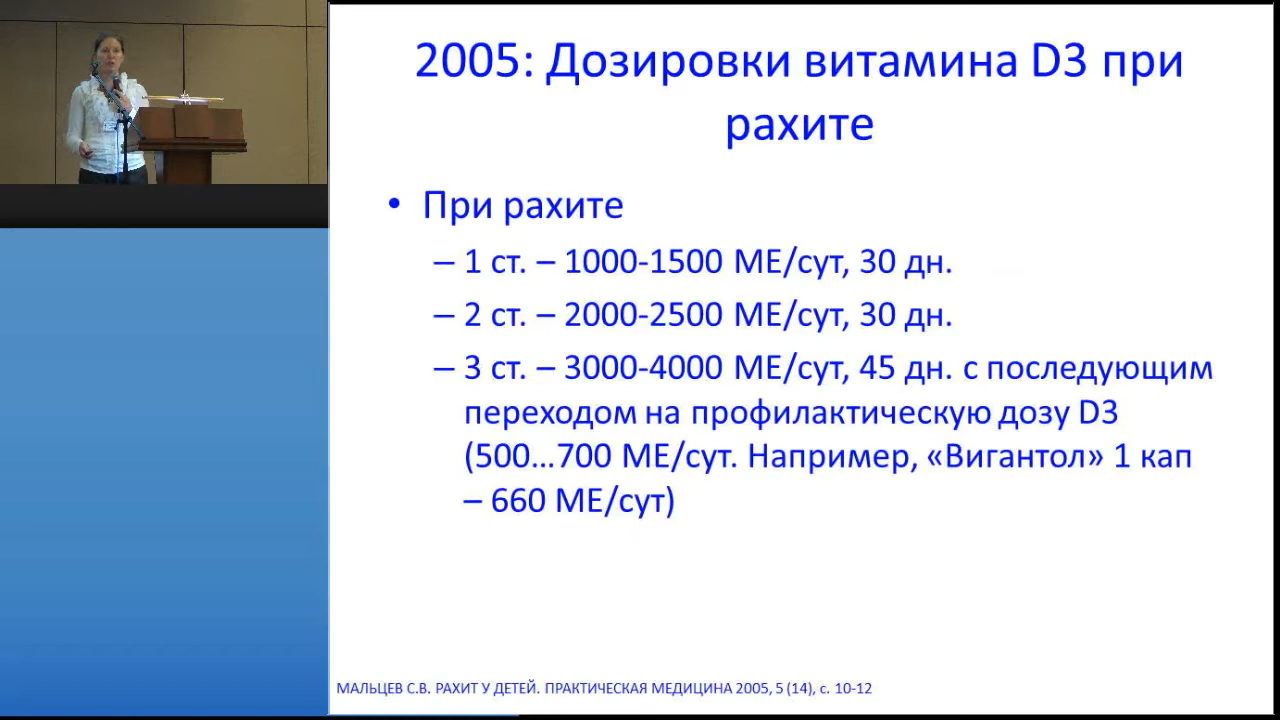 2005: Дозировки витамина D3 при
рахите
• При рахите
– 1 ст. – 1000-1500 МЕ/сут, 30 дн.
– 2 ст. – 2000-2500 МЕ/сут, 30 дн.
– 3 ст. – 3000-4000 МЕ/сут, 45 дн. с последующим
переходом на профилактическую дозу D3
(500…700 МЕ/сут. Например, «Вигантол» 1 кап
– 660 МЕ/сут)
МАЛЬЦЕВ С.В. РАХИТ У ДЕТЕЙ. ПРАКТИЧЕСКАЯ МЕДИЦИНА 2005, 5 (14), с. 10-12